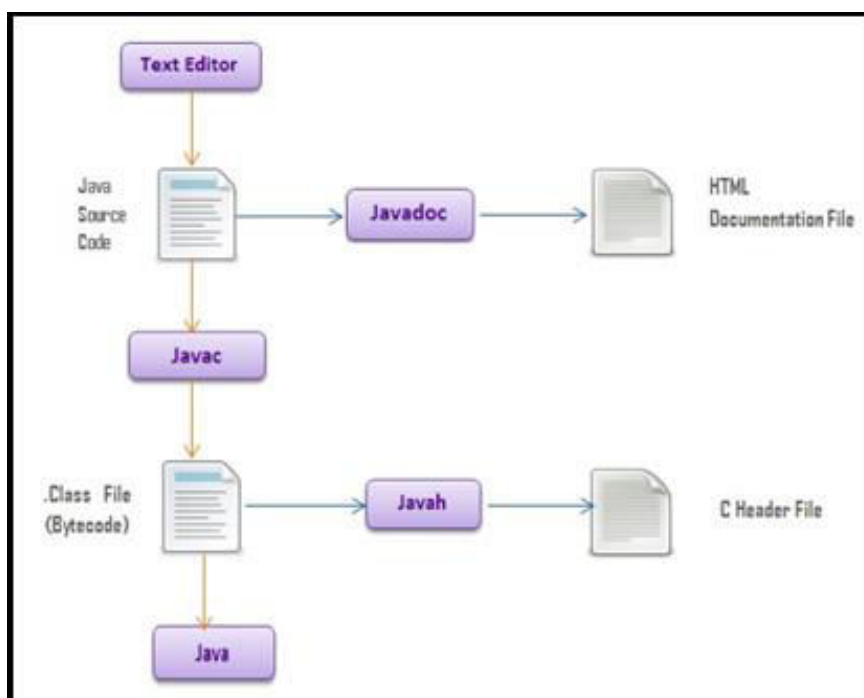 Text Editor
Java
Source
Code
Javadoc
HTML
Documentation File
Javac
.Class File
(Bytecode)
Javah
C Header File
Java